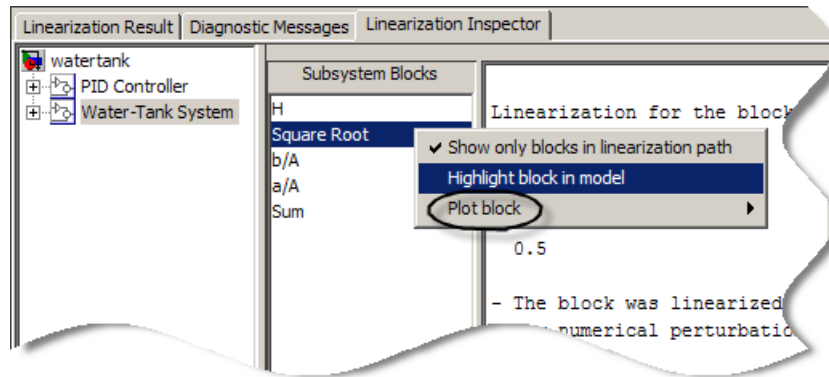 Linearization Result Diagnostic Messages Linearization Inspector
watertank
PID Controller
Water-Tank System
Subsystem Blocks
H
Square Root
b/A
a/A
Sum
Linearization for the block
Show only blocks in linearization path
Highlight block in model
Plot block
0.5
- The block was linearized
numerical perturbatio